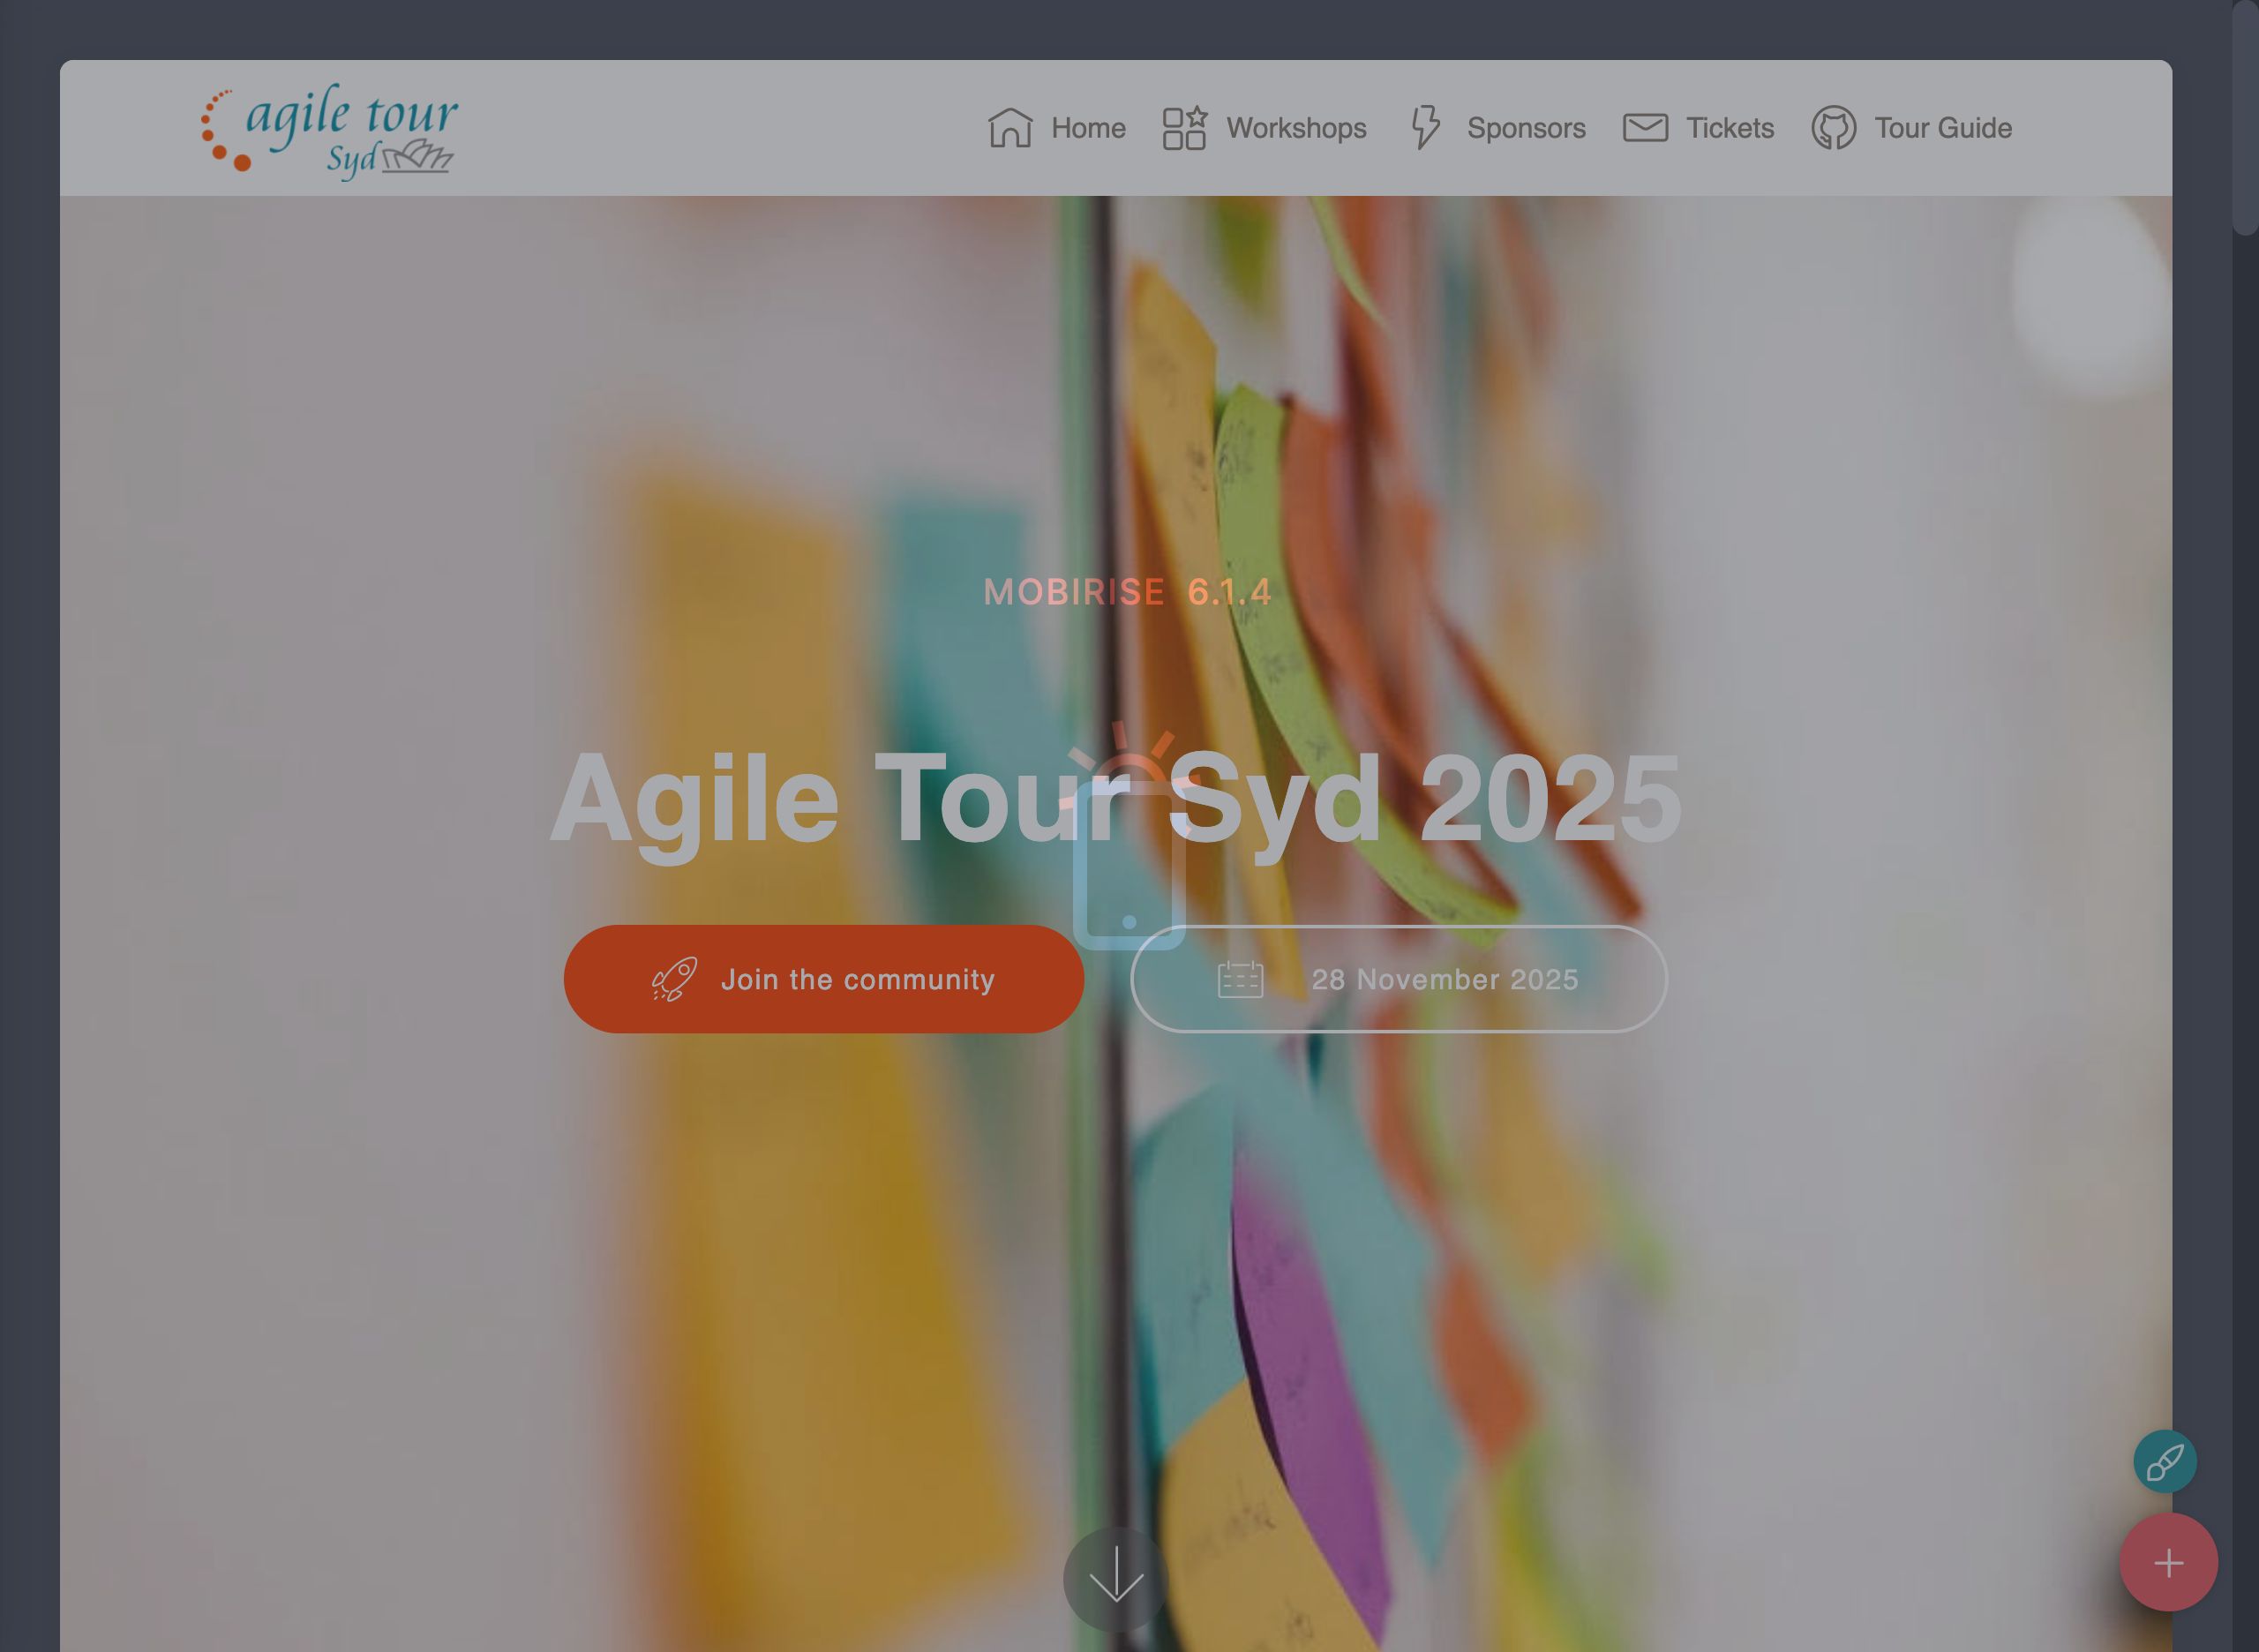 agile tour
Syd
Home
Workshops
Sponsors
Tickets
Tour Guide
MOBIRISE 6.1.4
Agile Tour Syd 2025
Join the community
28 November 2025